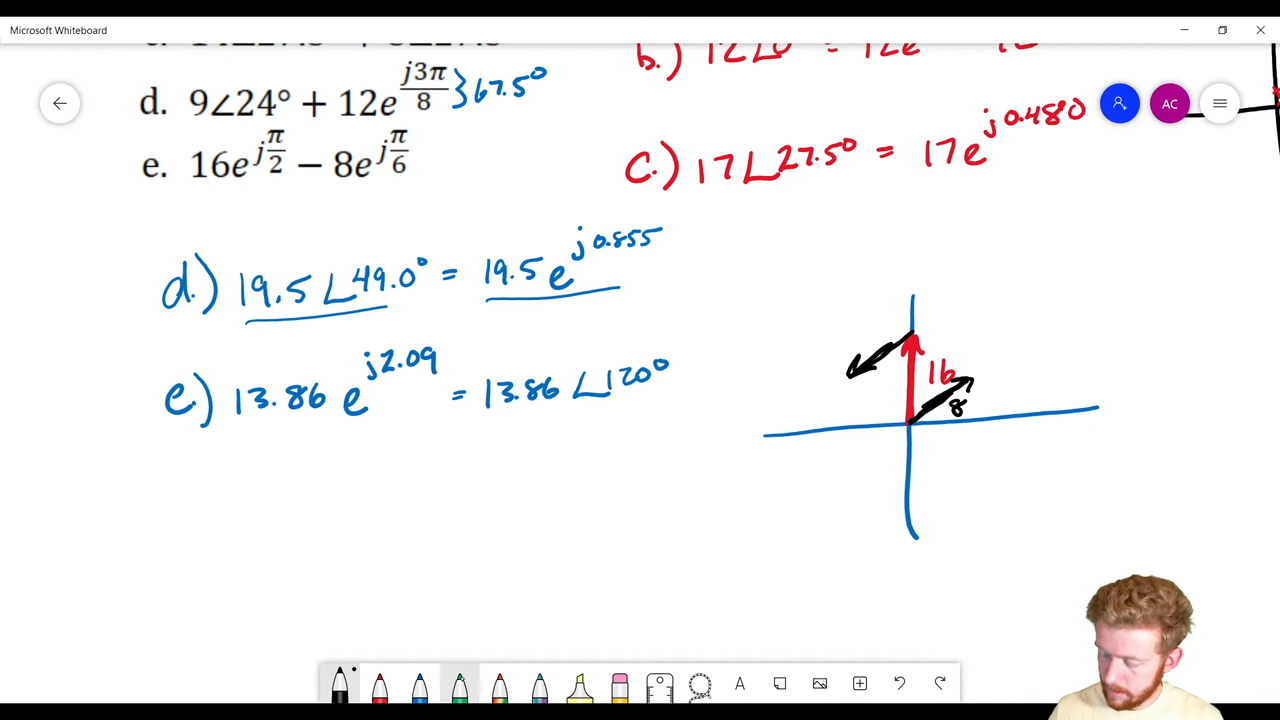 Microsoft Whiteboard
d. 9∠24° + 12e^(j3π/8) }67.5°
e. 16e^(jπ/2) − 8e^(jπ/6)
b.) 12∠0 = 12e
c.) 17∠27.5° = 17e^(j0.480)
AC
d.) 19.5∠49.0° = 19.5e^(j0.855)
e.) 13.86e^(j2.09) = 13.86∠120°
16
8
A